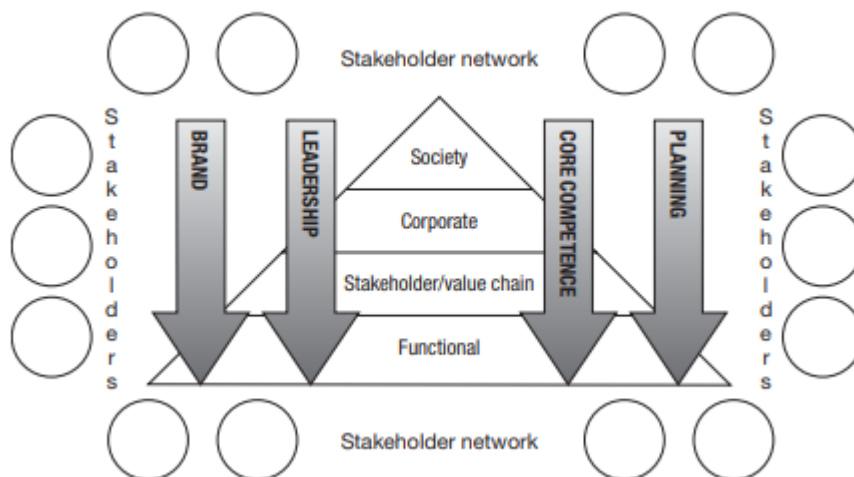 Stakeholder network
Stakeholders
BRAND
LEADERSHIP
Society
Corporate
Stakeholder/value chain
Functional
CORE COMPETENCE
PLANNING
Stakeholders
Stakeholder network